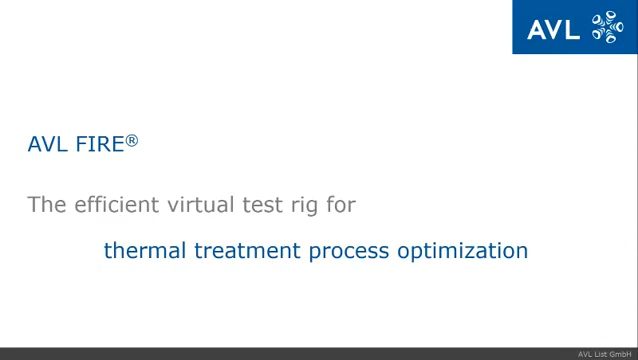 AVL
AVL FIRE®
The efficient virtual test rig for
thermal treatment process optimization
AVL List GmbH